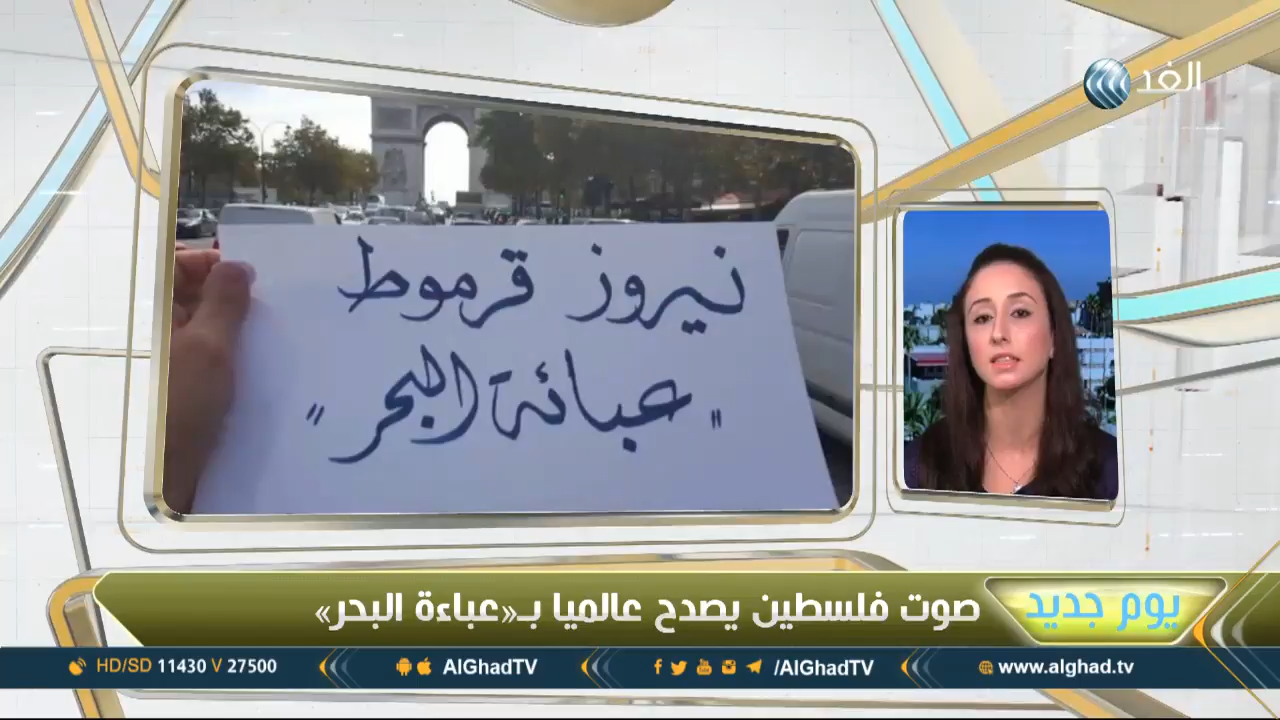 الغد
نيروز قرموط
"عبائة البحر"
يوم جديد
صوت فلسطين يصدح عالميا بـ«عباءة البحر»
HD/SD 11430 V 27500
AlGhadTV
/AlGhadTV
www.alghad.tv